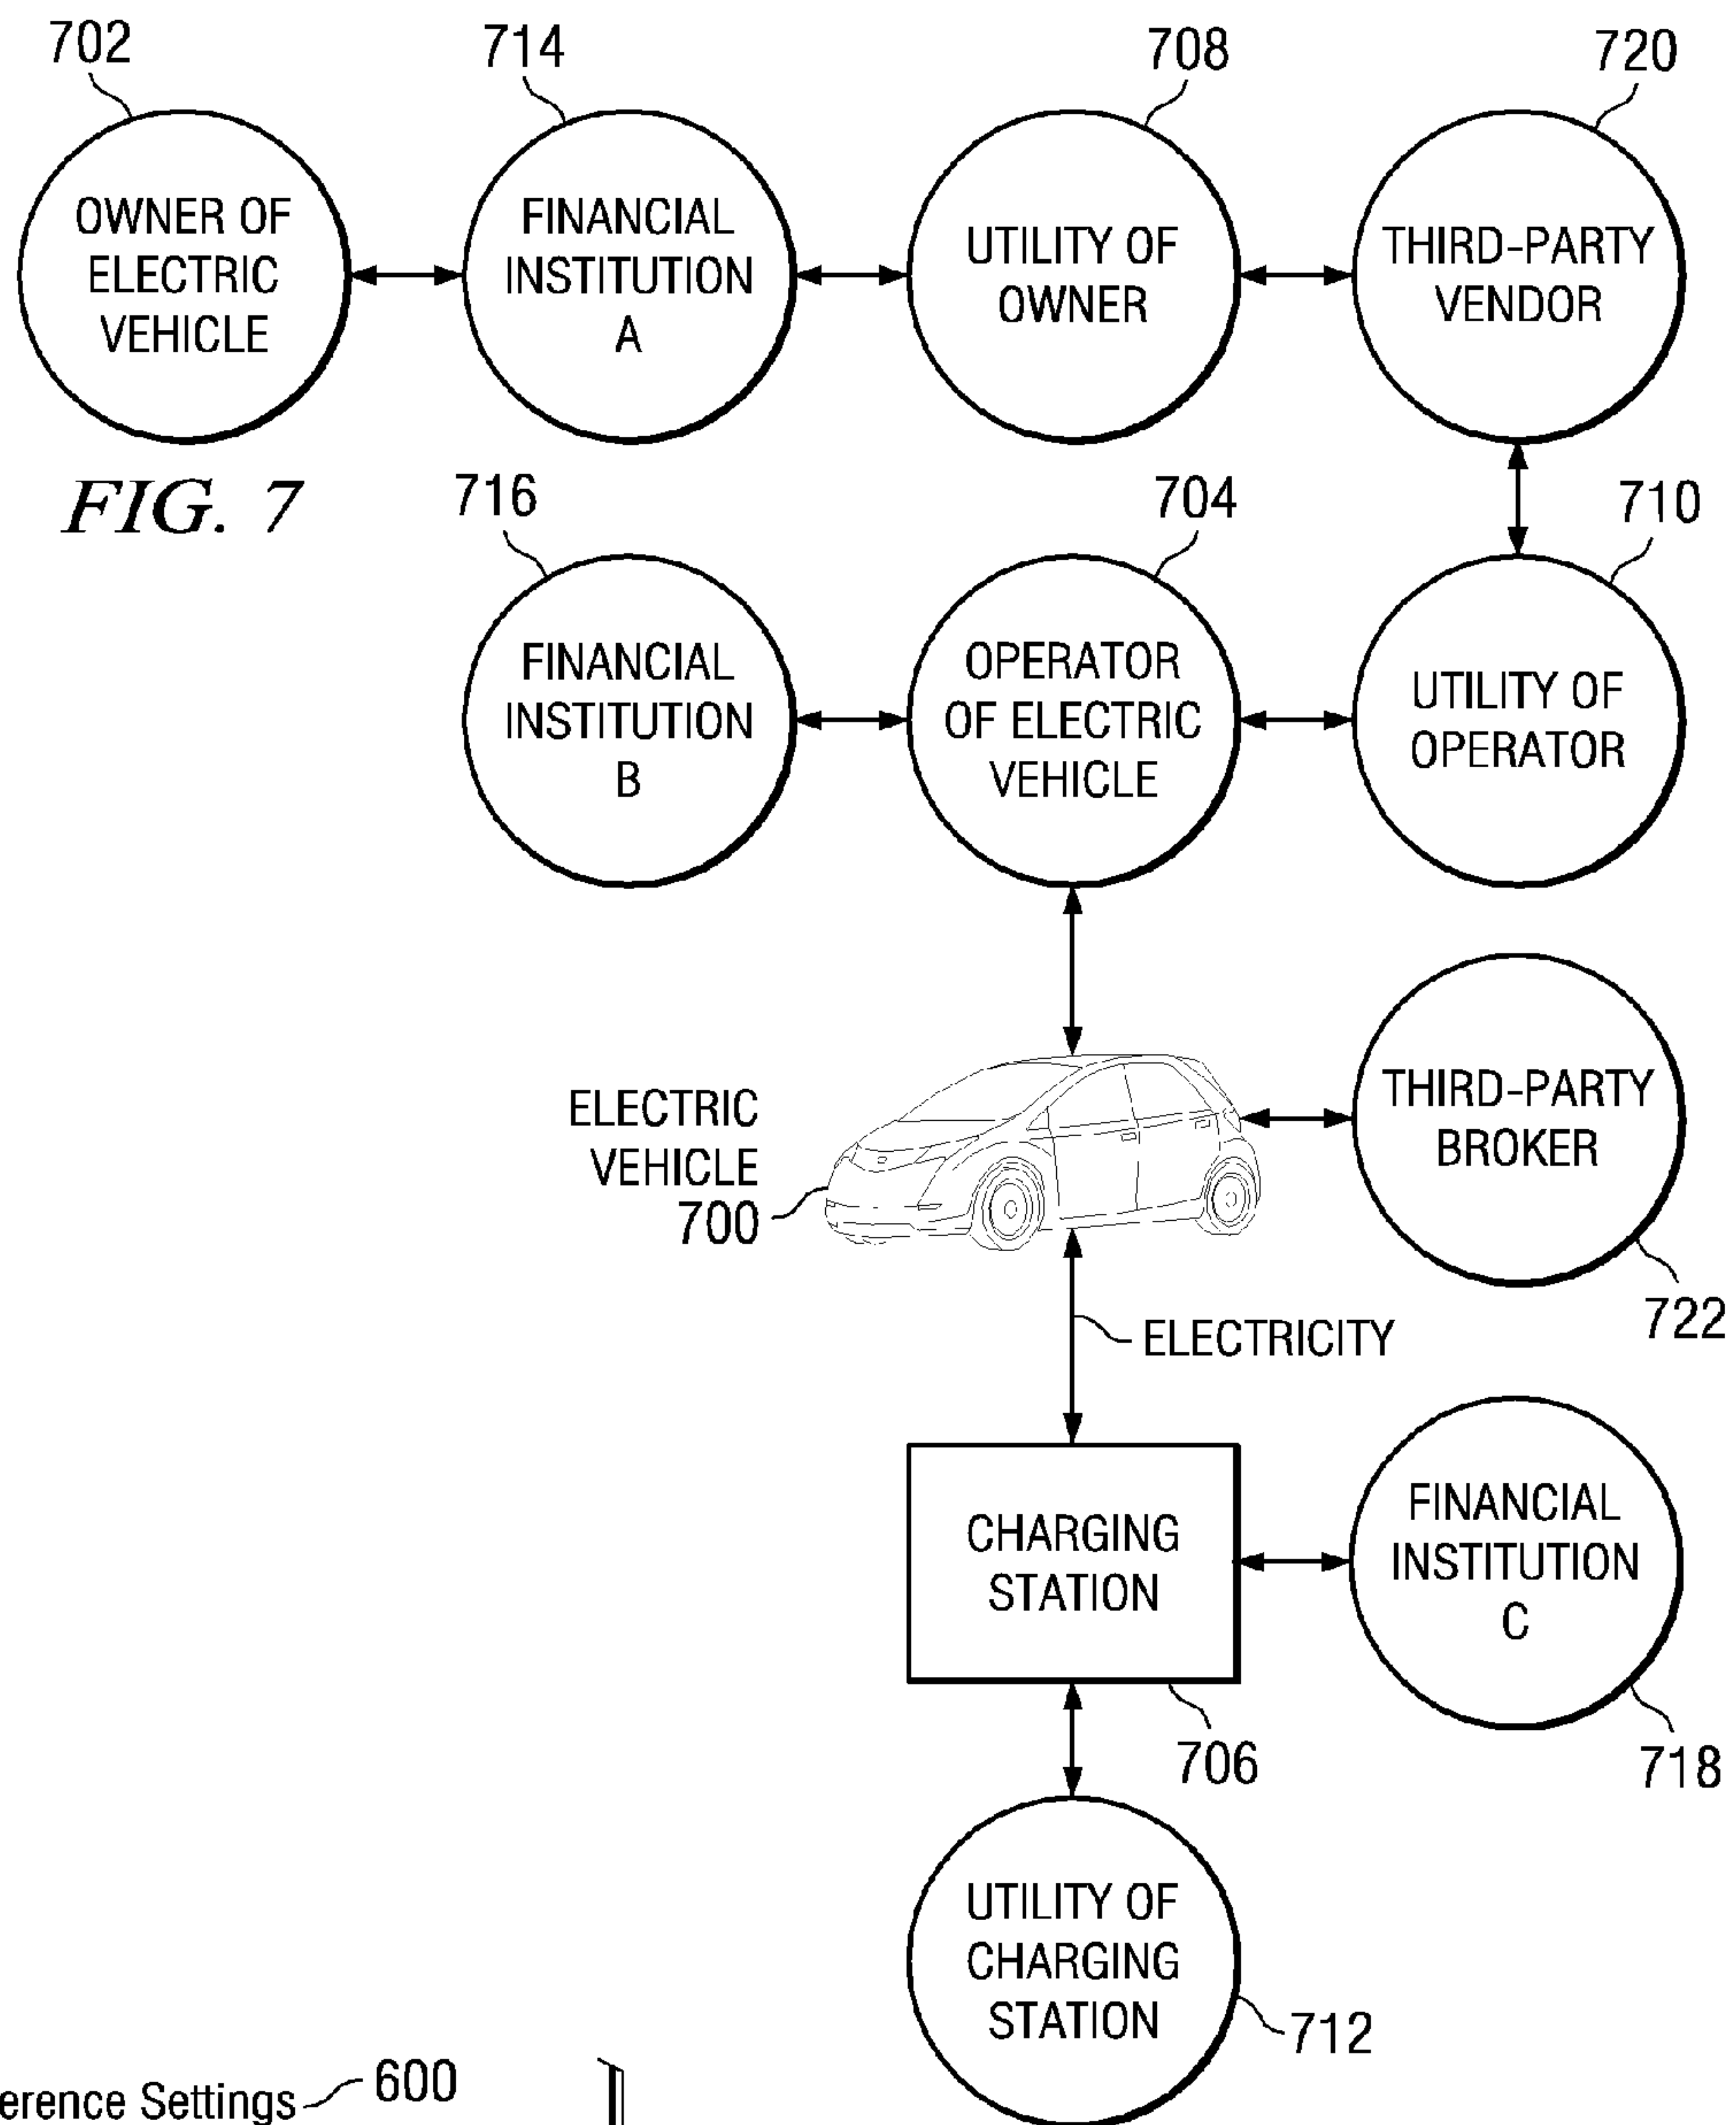 702
714
708
720
OWNER OF
ELECTRIC
VEHICLE
FINANCIAL
INSTITUTION
A
UTILITY OF
OWNER
THIRD-PARTY
VENDOR
FIG. 7
716
704
710
FINANCIAL
INSTITUTION
B
OPERATOR
OF ELECTRIC
VEHICLE
UTILITY OF
OPERATOR
ELECTRIC
VEHICLE
700
THIRD-PARTY
BROKER
722
ELECTRICITY
CHARGING
STATION
FINANCIAL
INSTITUTION
C
706
718
UTILITY OF
CHARGING
STATION
712
erence Settings 600